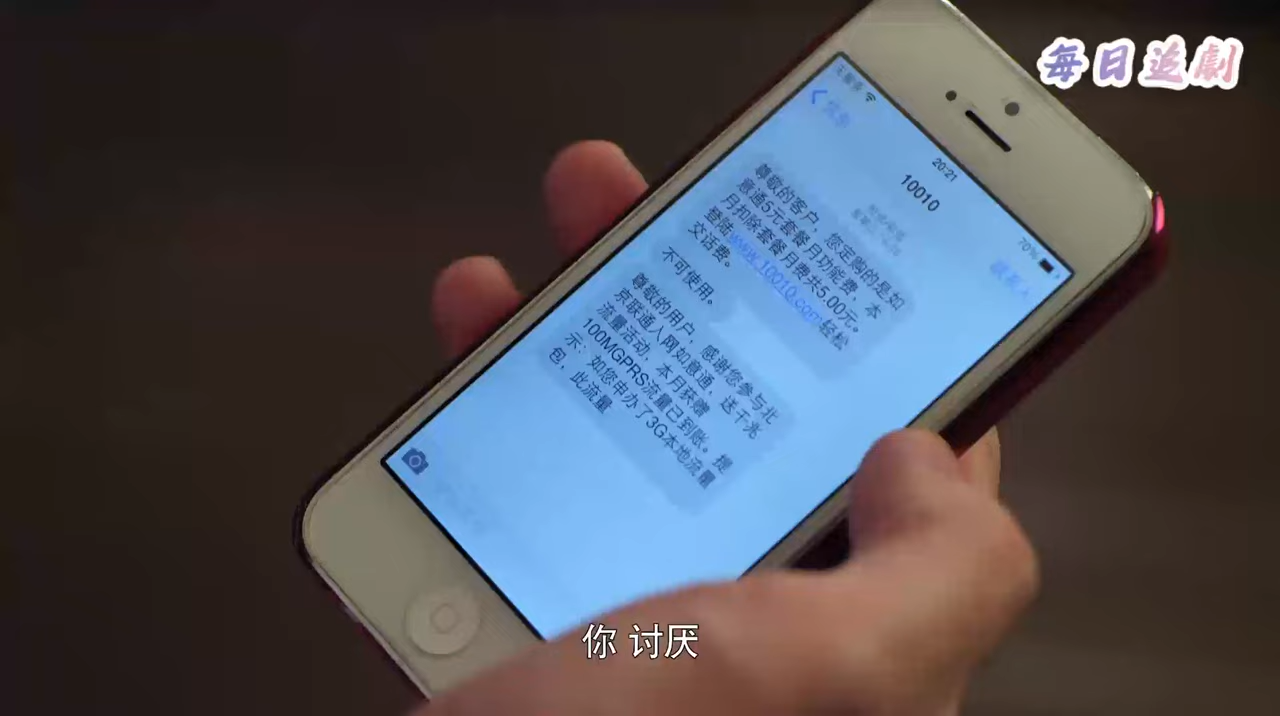 每日追劇
20:21
70%
10010
尊敬的客户，您定购的是如
意通5元套餐月功能费，本
月扣除套餐月费共5.00元。
登陆www.10010.com轻松
交话费。
不可使用。
尊敬的用户，感谢您参与北
京联通入网如意通，送千兆
流量活动，本月获赠
100MGPRS流量已到账。提
示：如您申办了3G本地流量
包，此流量
你 讨厌